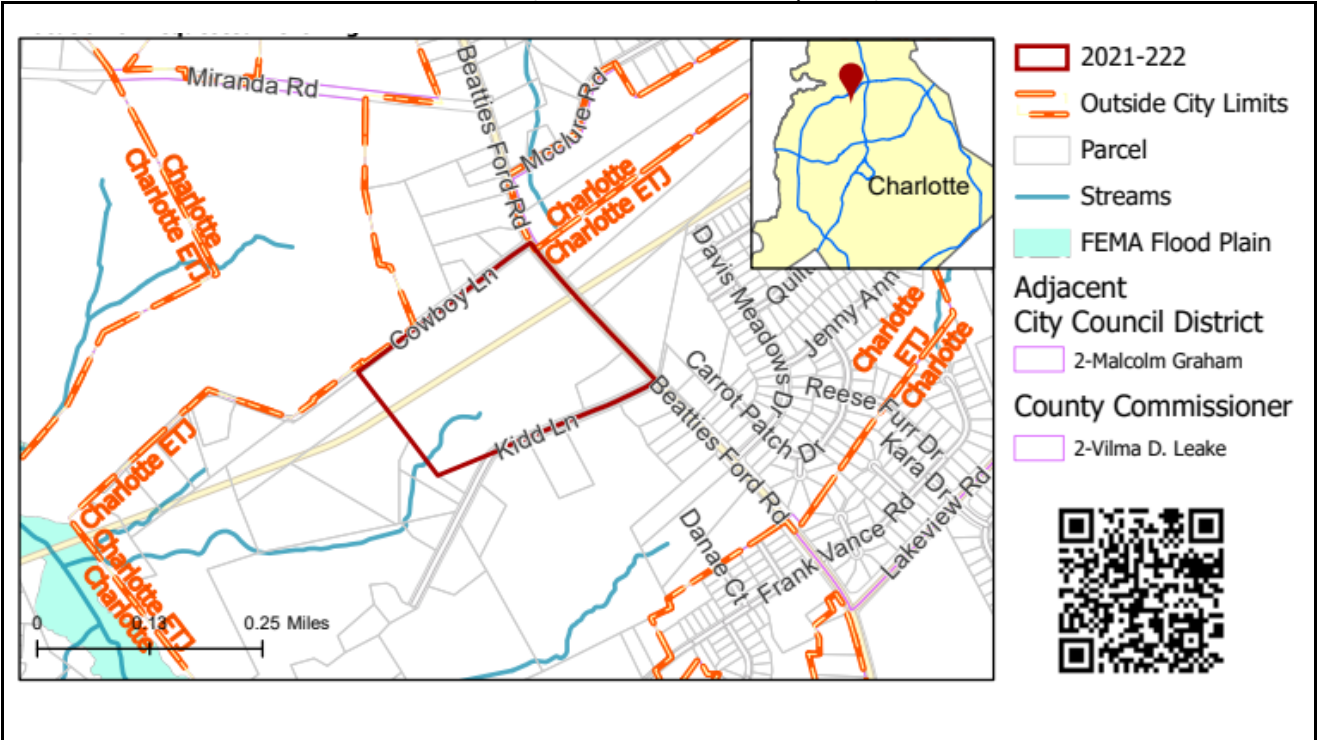 Miranda Rd
Beatties Ford Rd
Mcclure Rd
Charlotte
Charlotte ETJ
Charlotte
Charlotte ETJ
Charlotte
Cowboy Ln
Kidd Ln
Davis Meadows Dr
Jenny Ann
Charlotte
ETJ
Charlotte
Carrot Patch Dr
Reese Furr Dr
Kara Dr
Beatties Ford Rd
Frank Vance Rd
Lakeview Rd
Danae Ct
Charlotte ETJ
Charlotte ETJ
Charlotte
0 0.13 0.25 Miles
2021-222
Outside City Limits
Parcel
Streams
FEMA Flood Plain
Adjacent
City Council District
2-Malcolm Graham
County Commissioner
2-Vilma D. Leake